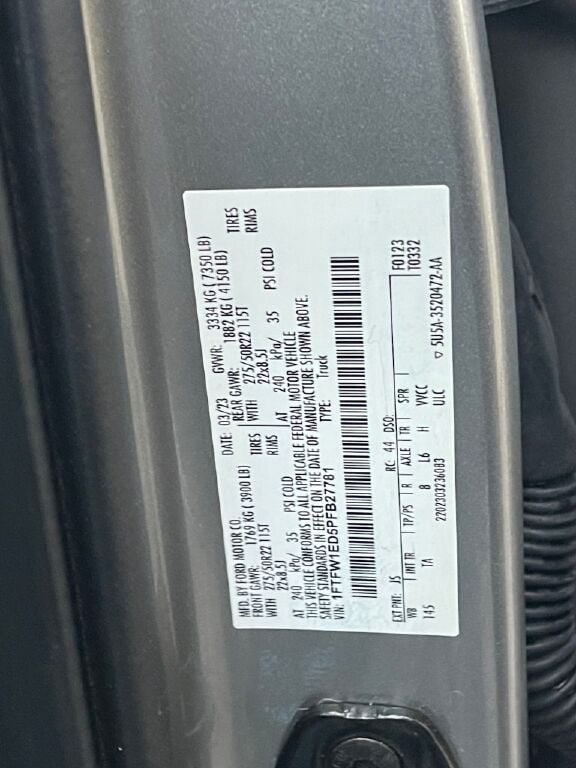 MFD. BY FORD MOTOR CO.
DATE: 03/23 GVWR: 3334 KG ( 7350 LB)
FRONT GAWR: 1769 KG (3900 LB) REAR GAWR: 1882 KG ( 4150 LB)
WITH 275/50R22 115T TIRES WITH 275/50R22 115T TIRES
22x8.5J RIMS 22x8.5J RIMS
AT 240 kPa/ 35 PSI COLD AT 240 kPa/ 35 PSI COLD
THIS VEHICLE CONFORMS TO ALL APPLICABLE FEDERAL MOTOR VEHICLE
SAFETY STANDARDS IN EFFECT ON THE DATE OF MANUFACTURE SHOWN ABOVE.
VIN: 1FTFW1ED5PFB27781 TYPE: Truck
F0123
EXT PNT: JS RC: 44 DSO: T0332
WB INT TR TP/PS R AXLE TR SPR
145 TA B L6 H VVCC
2202303236083 ULC ▽ 5U5A-3520472-AA